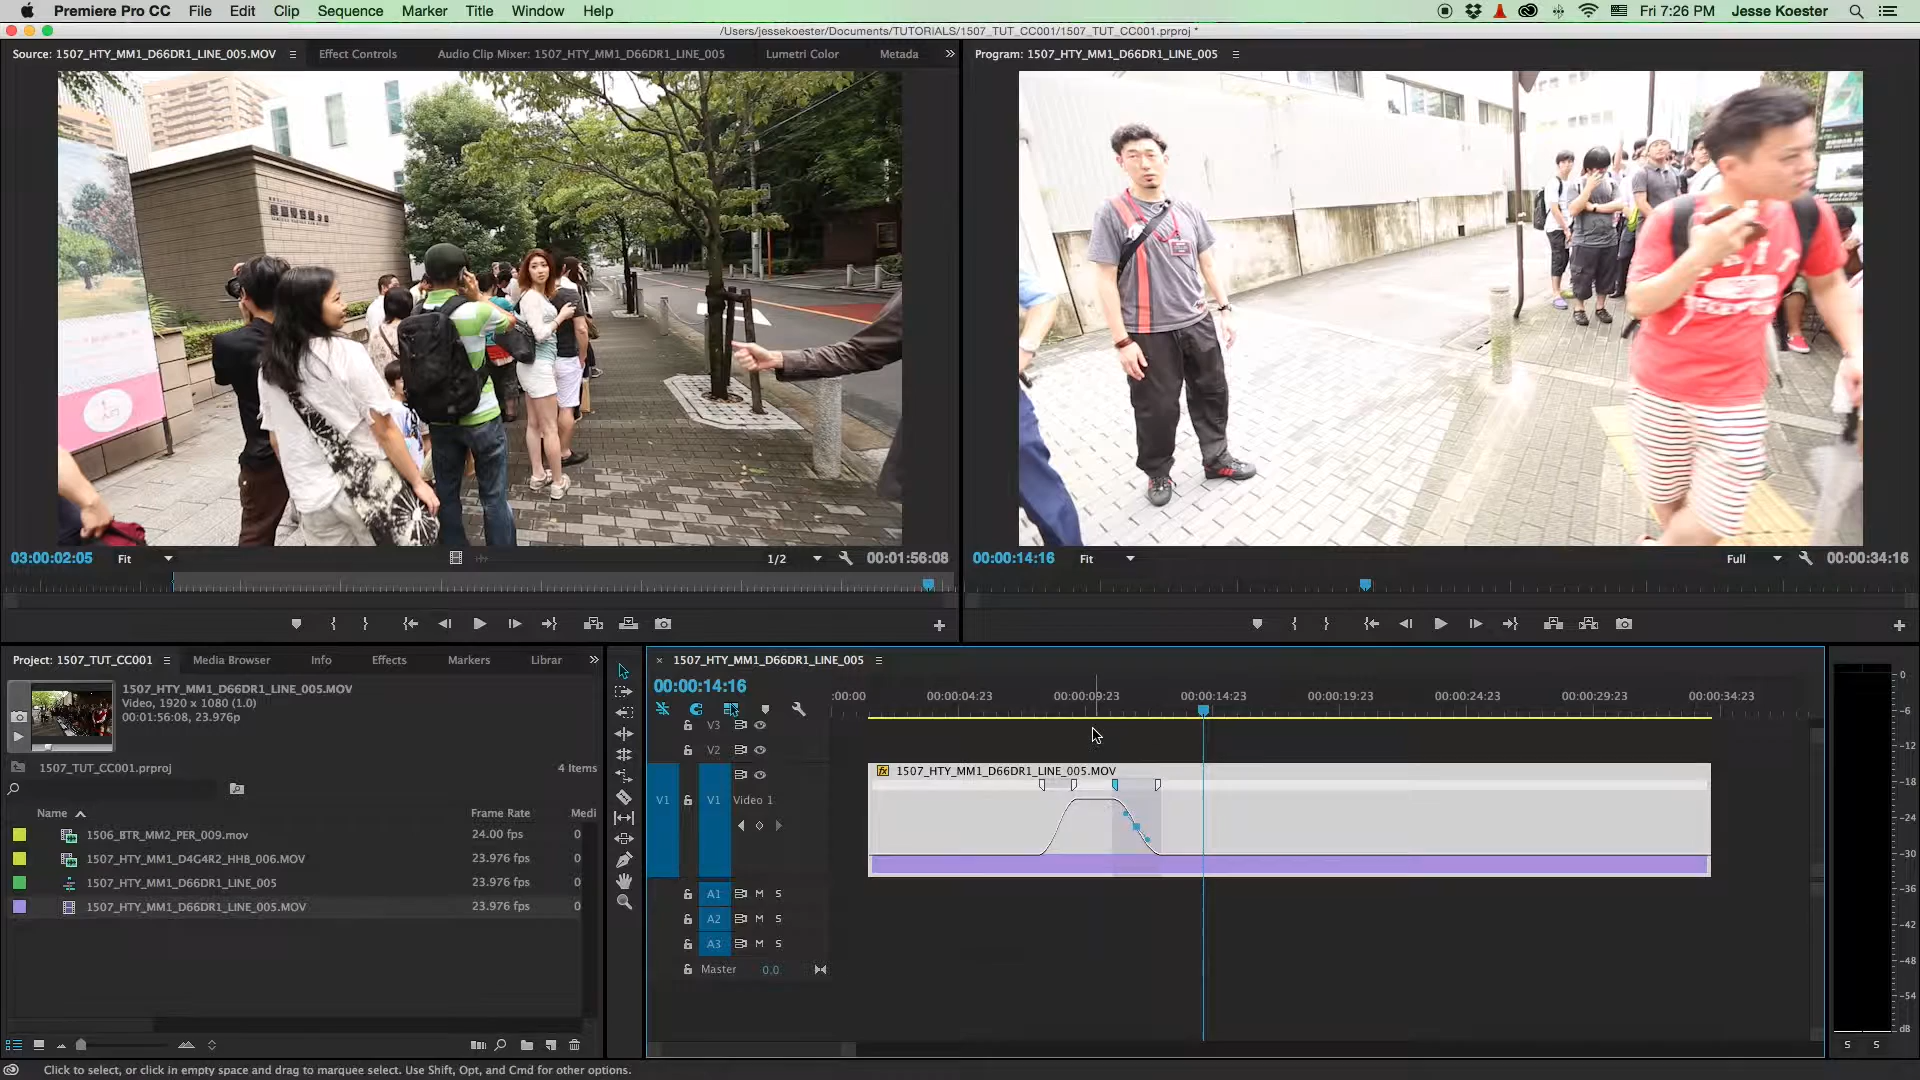 Premiere Pro CC File Edit Clip Sequence Marker Title Window Help Fri 7:26 PM Jesse Koester
/Users/jessekoester/Documents/TUTORIALS/1507_TUT_CC001/1507_TUT_CC001.prproj *
Source: 1507_HTY_MM1_D66DR1_LINE_005.MOV Effect Controls Audio Clip Mixer: 1507_HTY_MM1_D66DR1_LINE_005 Lumetri Color Metada
Program: 1507_HTY_MM1_D66DR1_LINE_005
03:00:02:05 Fit 1/2 00:01:56:08
00:00:14:16 Fit Full 00:00:34:16
Project: 1507_TUT_CC001 Media Browser Info Effects Markers Librar
1507_HTY_MM1_D66DR1_LINE_005.MOV
Video, 1920 x 1080 (1.0)
00:01:56:08, 23.976p
1507_TUT_CC001.prproj 4 Items
Name Frame Rate Medi
1506_BTR_MM2_PER_009.mov 24.00 fps 0
1507_HTY_MM1_D4G4R2_HHB_006.MOV 23.976 fps 0
1507_HTY_MM1_D66DR1_LINE_005 23.976 fps 0
1507_HTY_MM1_D66DR1_LINE_005.MOV 23.976 fps 0
1507_HTY_MM1_D66DR1_LINE_005
00:00:14:16
:00:00 00:00:04:23 00:00:09:23 00:00:14:23 00:00:19:23 00:00:24:23 00:00:29:23 00:00:34:23
V3
V2
fx 1507_HTY_MM1_D66DR1_LINE_005.MOV
V1 V1 Video 1
A1 M S
A2 M S
A3 M S
Master 0.0
0
-6
-12
-18
-24
-30
-36
-42
-48
-54
dB
S S
Click to select, or click in empty space and drag to marquee select. Use Shift, Opt, and Cmd for other options.